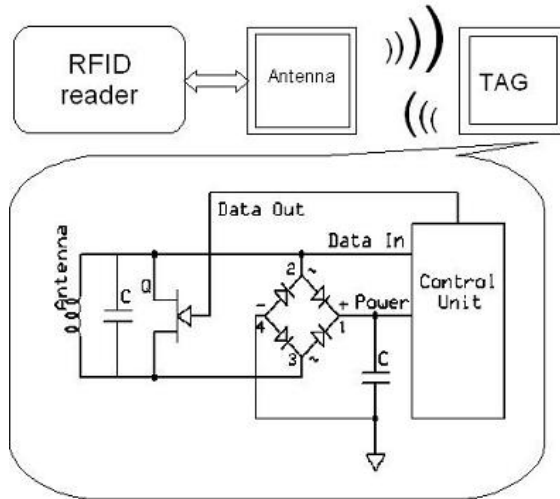 RFID
reader
Antenna
TAG
Data Out
Antenna
Data In
C
Q
2 ~
Control
Unit
- + Power
4 1
3 ~
C